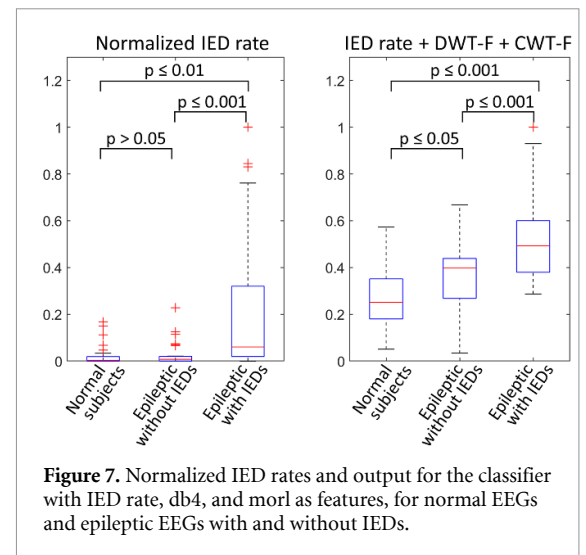 Normalized IED rate
1.2
1
0.8
0.6
0.4
0.2
0
p ≤ 0.01
p ≤ 0.001
p > 0.05
Normal
subjects
Epileptic
without IEDs
Epileptic
with IEDs
IED rate + DWT-F + CWT-F
1.2
1
0.8
0.6
0.4
0.2
0
p ≤ 0.001
p ≤ 0.001
p ≤ 0.05
Normal
subjects
Epileptic
without IEDs
Epileptic
with IEDs
Figure 7. Normalized IED rates and output for the classifier
with IED rate, db4, and morl as features, for normal EEGs
and epileptic EEGs with and without IEDs.